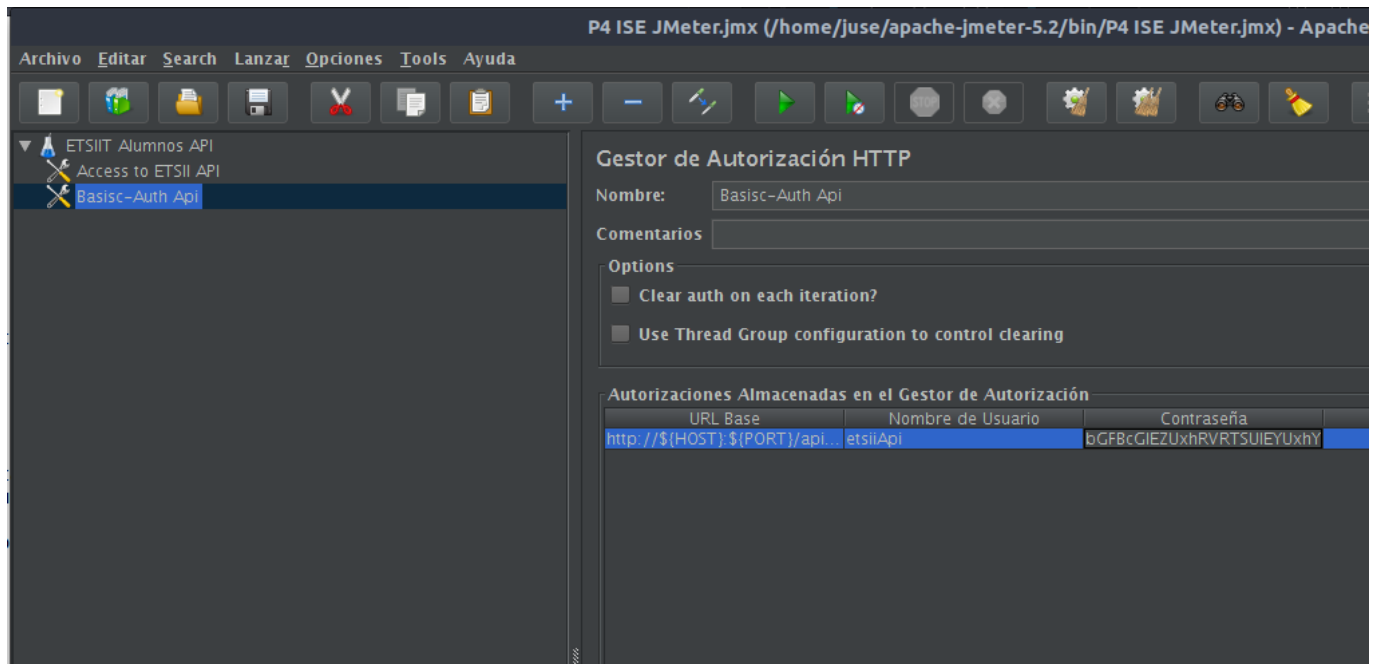 P4 ISE JMeter.jmx (/home/juse/apache-jmeter-5.2/bin/P4 ISE JMeter.jmx) - Apache
Archivo Editar Search Lanzar Opciones Tools Ayuda
STOP
ETSIIT Alumnos API
Access to ETSII API
Basisc-Auth Api
Gestor de Autorización HTTP
Nombre: Basisc-Auth Api
Comentarios
Options
Clear auth on each iteration?
Use Thread Group configuration to control clearing
Autorizaciones Almacenadas en el Gestor de Autorización
URL Base Nombre de Usuario Contraseña
http://${HOST}:${PORT}/api... etsiiApi